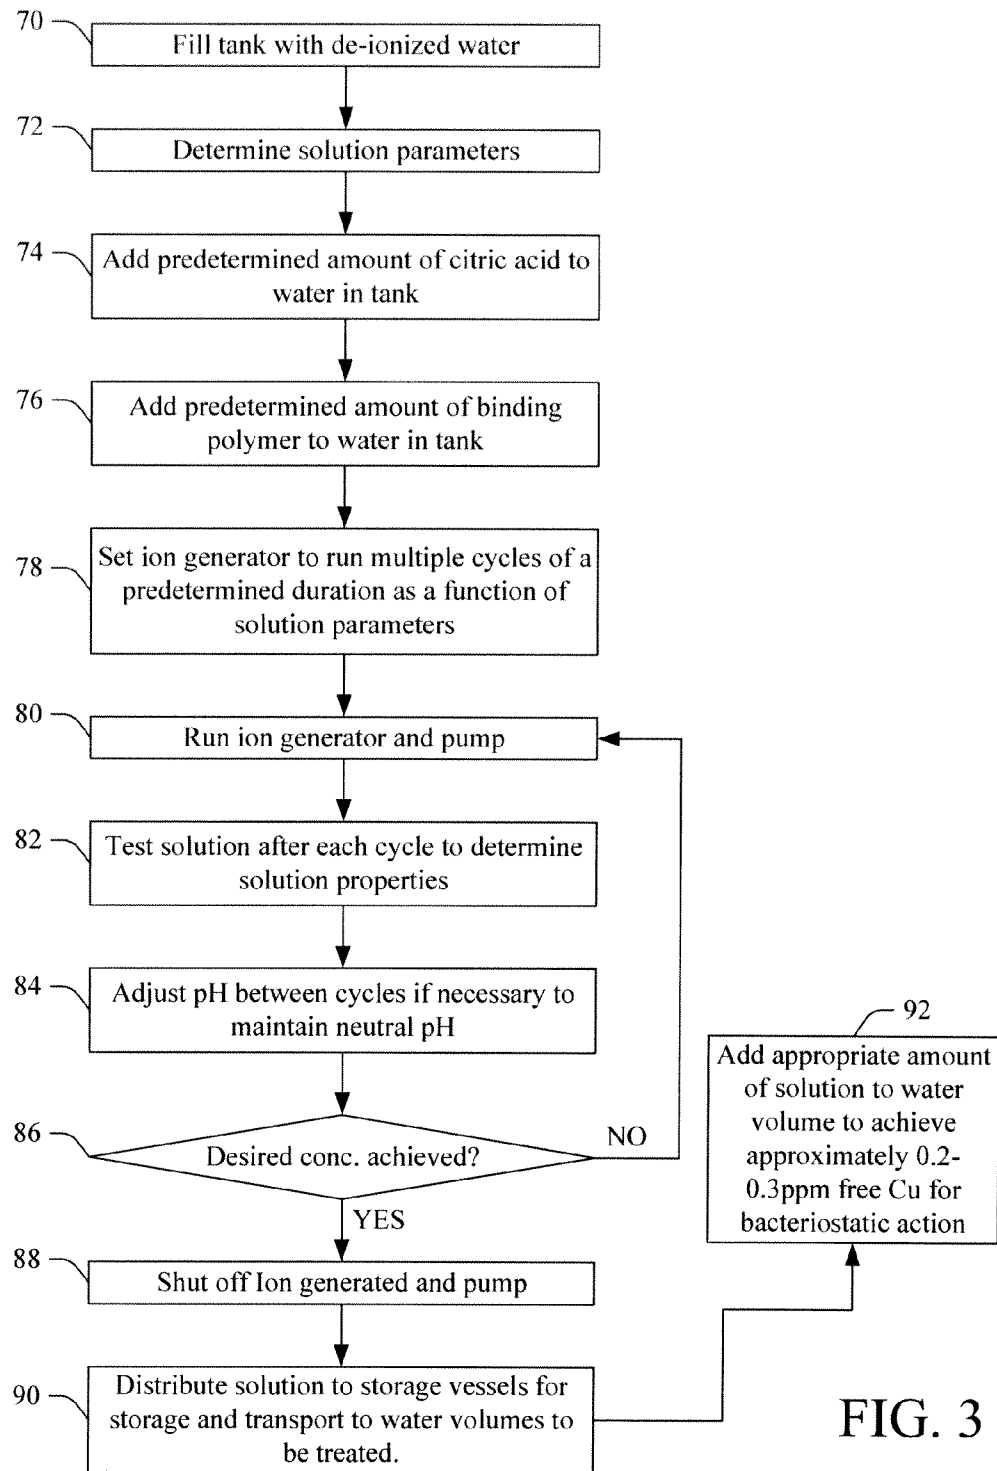 70
Fill tank with de-ionized water
72
Determine solution parameters
74
Add predetermined amount of citric acid to
water in tank
76
Add predetermined amount of binding
polymer to water in tank
78
Set ion generator to run multiple cycles of a
predetermined duration as a function of
solution parameters
80
Run ion generator and pump
82
Test solution after each cycle to determine
solution properties
84
Adjust pH between cycles if necessary to
maintain neutral pH
86
Desired conc. achieved?
NO
YES
88
Shut off Ion generated and pump
90
Distribute solution to storage vessels for
storage and transport to water volumes to
be treated.
92
Add appropriate amount
of solution to water
volume to achieve
approximately 0.2-
0.3ppm free Cu for
bacteriostatic action
FIG. 3